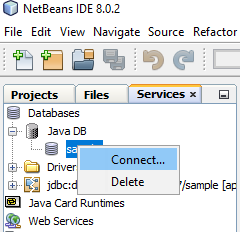 NetBeans IDE 8.0.2
File Edit View Navigate Source Refactor
Projects Files Services ×
Databases
Java DB
Connect...
Driver
Delete
jdbc:d 7/sample [ap
Java Card Runtimes
Web Services